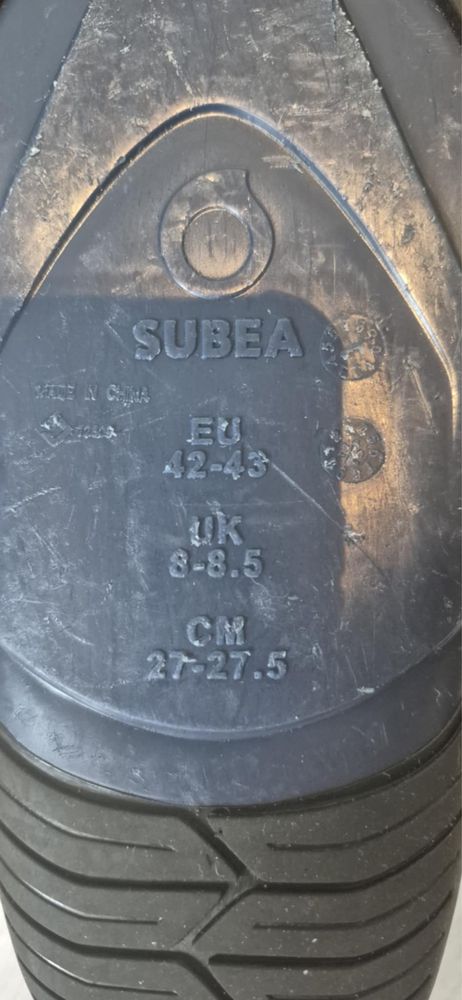 SUBEA
MADE IN CHINA
EU
42-43
UK
8-8.5
CM
27-27.5